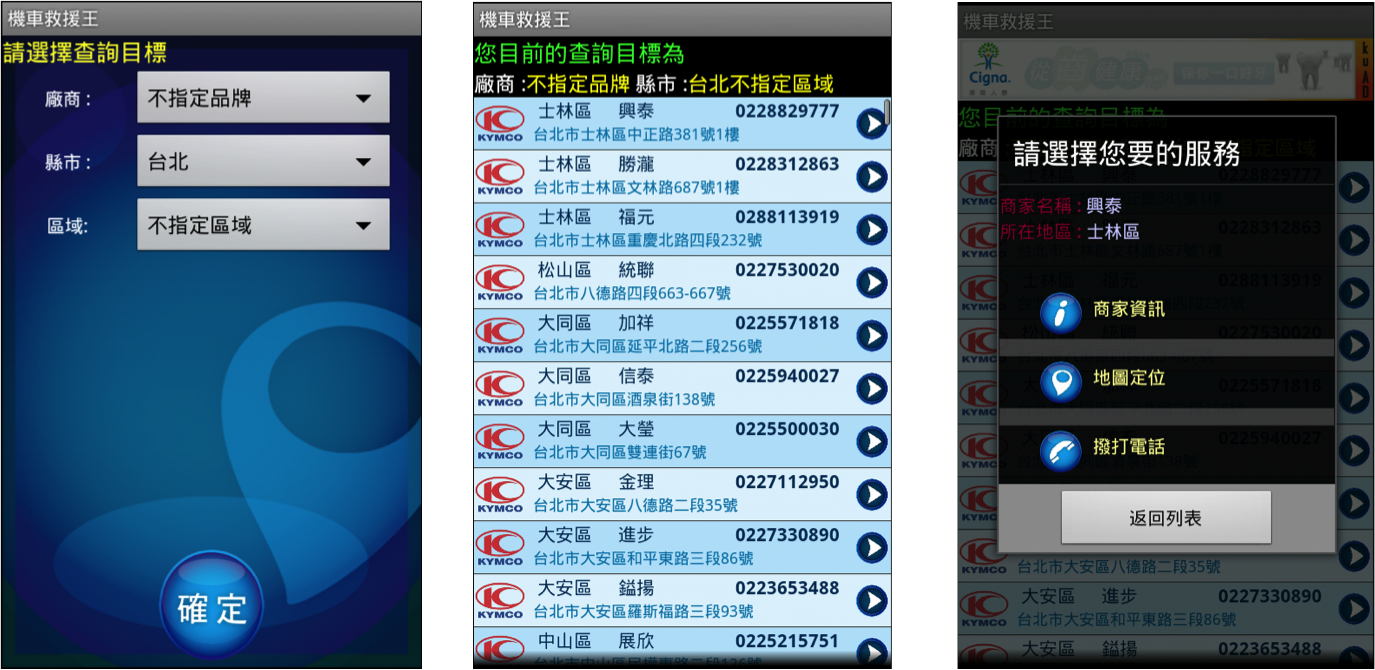 機車救援王
請選擇查詢目標
廠商 : 不指定品牌
縣市 : 台北
區域: 不指定區域
確定
機車救援王
您目前的查詢目標為
廠商 :不指定品牌 縣市 :台北不指定區域
KYMCO 士林區 興泰 0228829777
台北市士林區中正路381號1樓
KYMCO 士林區 勝瀧 0228312863
台北市士林區文林路687號1樓
KYMCO 士林區 福元 0288113919
台北市士林區重慶北路四段232號
KYMCO 松山區 統聯 0227530020
台北市八德路四段663-667號
KYMCO 大同區 加祥 0225571818
台北市大同區延平北路二段256號
KYMCO 大同區 信泰 0225940027
台北市大同區酒泉街138號
KYMCO 大同區 大瑩 0225500030
台北市大同區雙連街67號
KYMCO 大安區 金理 0227112950
台北市大安區八德路二段35號
KYMCO 大安區 進步 0227330890
台北市大安區和平東路三段86號
KYMCO 大安區 鎰揚 0223653488
台北市大安區羅斯福路三段93號
中山區 展欣 0225215751
機車救援王
Cigna.
kuAD
您目前的查詢目標為
廠商
請選擇您要的服務
商家名稱 : 興泰
所在地區 : 士林區
商家資訊
地圖定位
撥打電話
返回列表
KYMCO
台北市大安區八德路二段35號
KYMCO 大安區 進步 0227330890
台北市大安區和平東路三段86號
大安區 鎰揚 0223653488